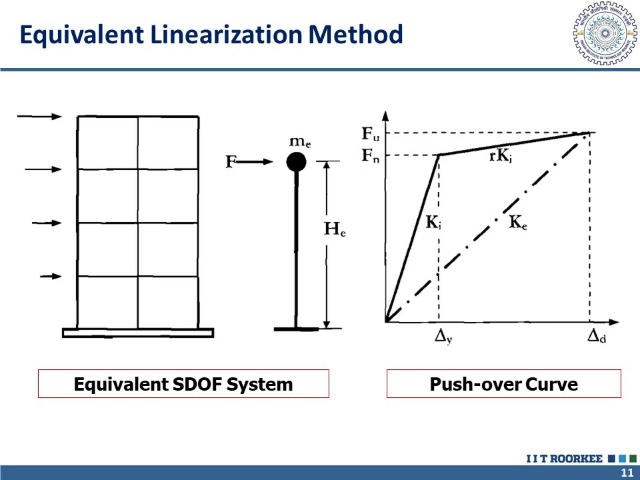 Equivalent Linearization Method
mₑ
F
Hₑ
Fᵤ
Fₙ
rKᵢ
Kᵢ
Kₑ
Δy
Δd
Equivalent SDOF System
Push-over Curve
I I T ROORKEE
11